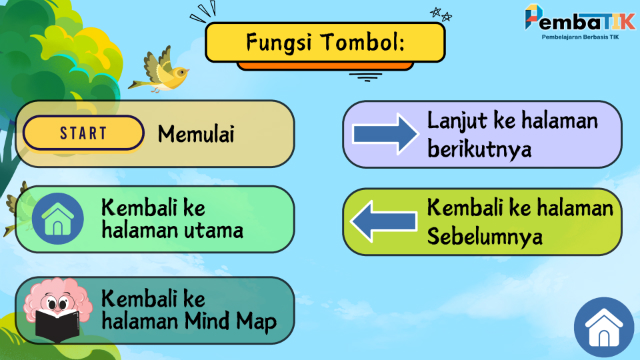 PembaTIK
Pembelajaran Berbasis TIK
Fungsi Tombol:
START
Memulai
Kembali ke
halaman utama
Kembali ke
halaman Mind Map
Lanjut ke halaman
berikutnya
Kembali ke halaman
Sebelumnya